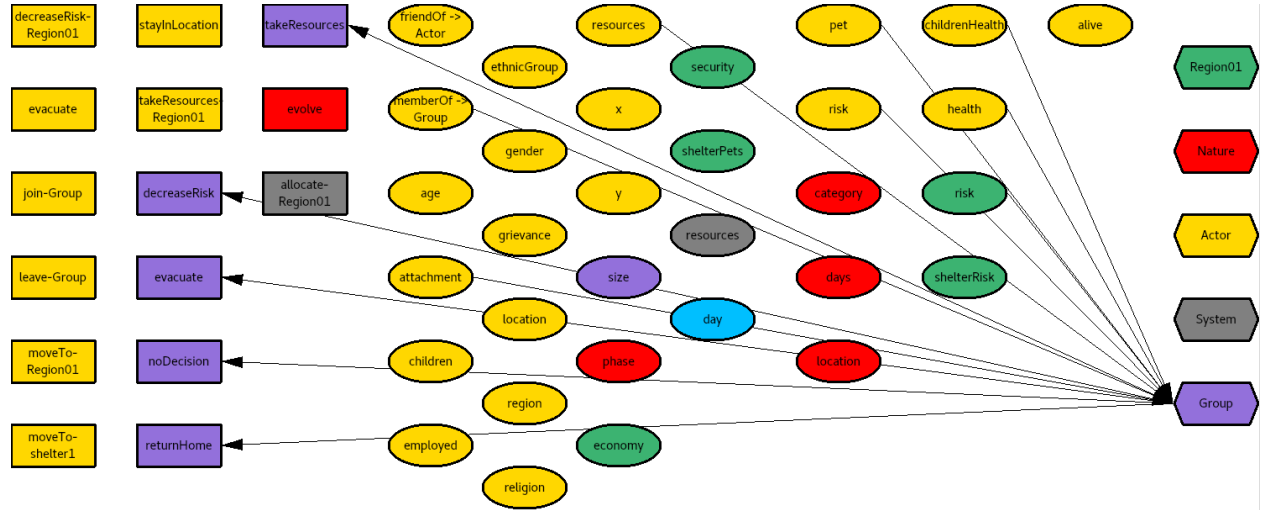 decreaseRisk-
Region01
stayInLocation
takeResources
friendOf ->
Actor
resources
pet
childrenHealth
alive
ethnicGroup
security
Region01
evacuate
takeResources-
Region01
evolve
memberOf ->
Group
x
risk
health
gender
shelterPets
Nature
join-Group
decreaseRisk
allocate-
Region01
age
y
category
risk
grievance
resources
Actor
leave-Group
evacuate
attachment
size
days
shelterRisk
location
day
System
moveTo-
Region01
noDecision
children
phase
location
region
Group
moveTo-
shelter1
returnHome
employed
economy
religion